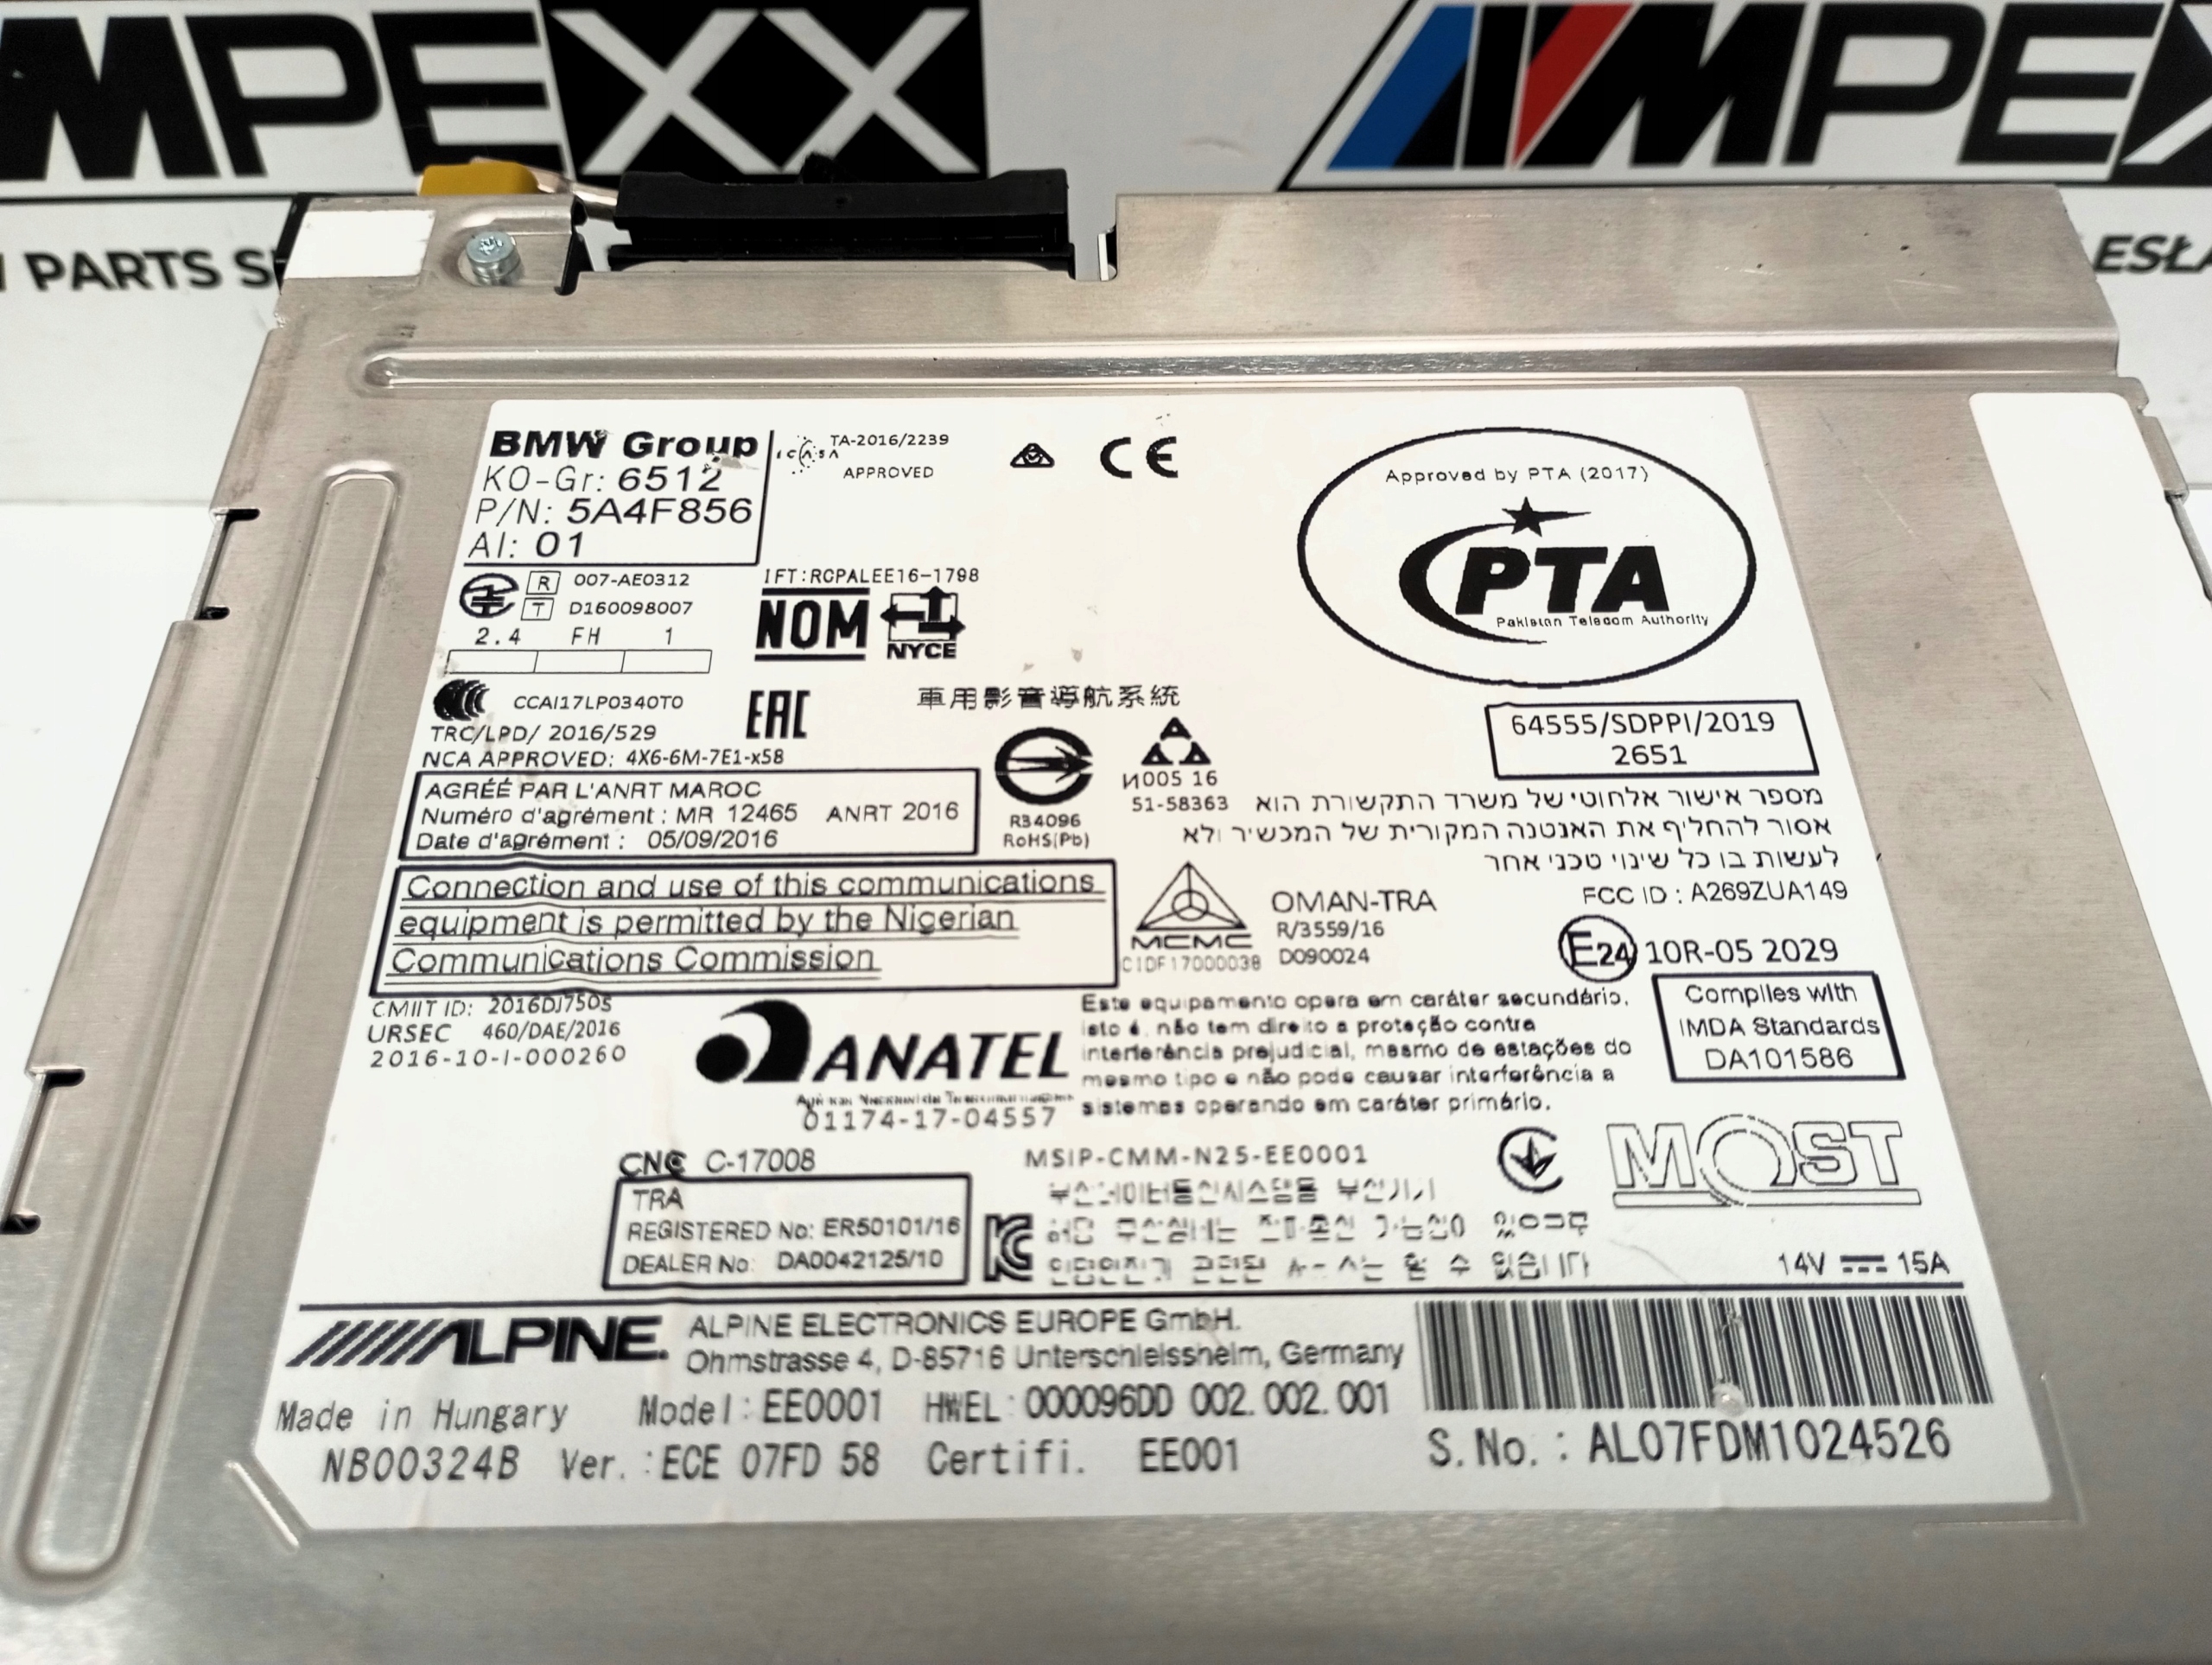 MPEXX
MPEX
PARTS S
ESŁA
BMW Group
KO-Gr: 6512
P/N: 5A4F856
AI: 01
ICASA
TA-2016/2239
APPROVED
CE
Approved by PTA (2017)
PTA
Pakistan Telecom Authority
R 007-AE0312
T D160098007
2.4 FH 1
IFT:RCPALEE16-1798
NOM
NYCE
CCAI17LP0340T0
EAC
TRC/LPD/ 2016/529
NCA APPROVED: 4X6-6M-7E1-x58
車用影音導航系統
R34096
RoHS(Pb)
И005 16
51-58363
64555/SDPPI/2019
2651
AGRÉÉ PAR L'ANRT MAROC
Numéro d'agrément : MR 12465 ANRT 2016
Date d'agrément : 05/09/2016
מספר אישור אלחוטי של משרד התקשורת הוא
אסור להחליף את האנטנה המקורית של המכשיר ולא
לעשות בו כל שינוי טכני אחר
FCC ID : A269ZUA149
Connection and use of this communications
equipment is permitted by the Nigerian
Communications Commission
MCMC
CIDF17000038
OMAN-TRA
R/3559/16
D090024
E24 10R-05 2029
Complies with
IMDA Standards
DA101586
CMIIT ID: 2016DJ7505
URSEC 460/DAE/2016
2016-10-I-000260
ANATEL
01174-17-04557
Este equipamento opera em caráter secundário,
isto é, não tem direito a proteção contra
interferência prejudicial, mesmo de estações do
mesmo tipo e não pode causar interferência a
sistemas operando em caráter primário.
CNC C-17008
TRA
REGISTERED No: ER50101/16
DEALER No: DA0042125/10
MSIP-CMM-N25-EE0001
MOST
14V 15A
ALPINE.
ALPINE ELECTRONICS EUROPE GmbH.
Ohmstrasse 4, D-85716 Unterschleissheim, Germany
Made in Hungary Model:EE0001 HWEL:000096DD 002.002.001
NB00324B Ver.:ECE 07FD 58 Certifi. EE001
S.No.: AL07FDM1024526